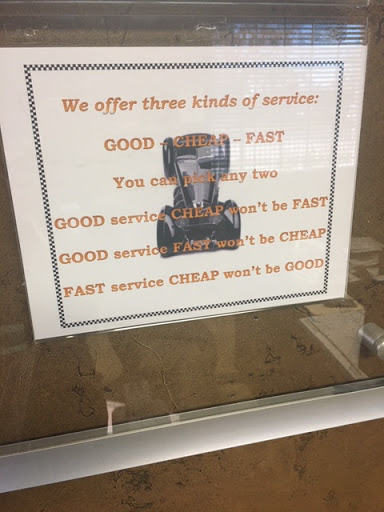 We offer three kinds of service:
GOOD - CHEAP - FAST
You can pick any two
GOOD service CHEAP won't be FAST
GOOD service FAST won't be CHEAP
FAST service CHEAP won't be GOOD